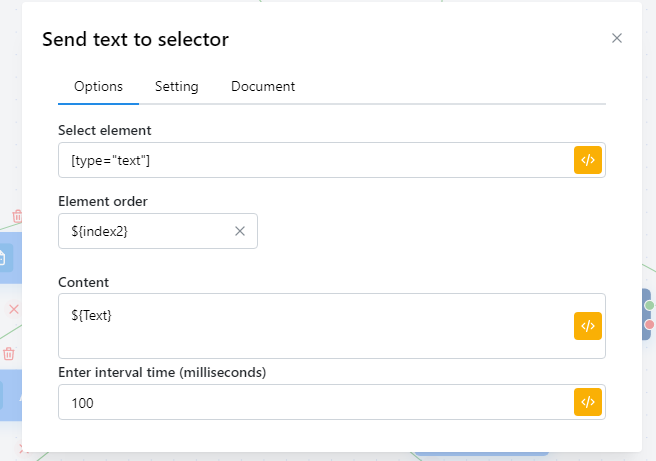 Send text to selector
Options Setting Document
Select element
[type="text"]
</>
Element order
${index2}
Content
${Text}
</>
Enter interval time (milliseconds)
100
</>